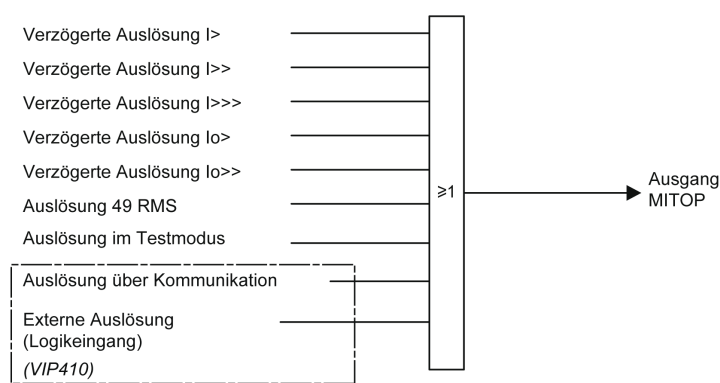 Verzögerte Auslösung I>
Verzögerte Auslösung I>>
Verzögerte Auslösung I>>>
Verzögerte Auslösung Io>
Verzögerte Auslösung Io>>
Auslösung 49 RMS
Auslösung im Testmodus
Auslösung über Kommunikation
Externe Auslösung
(Logikeingang)
(VIP410)
⩾1
Ausgang
MITOP